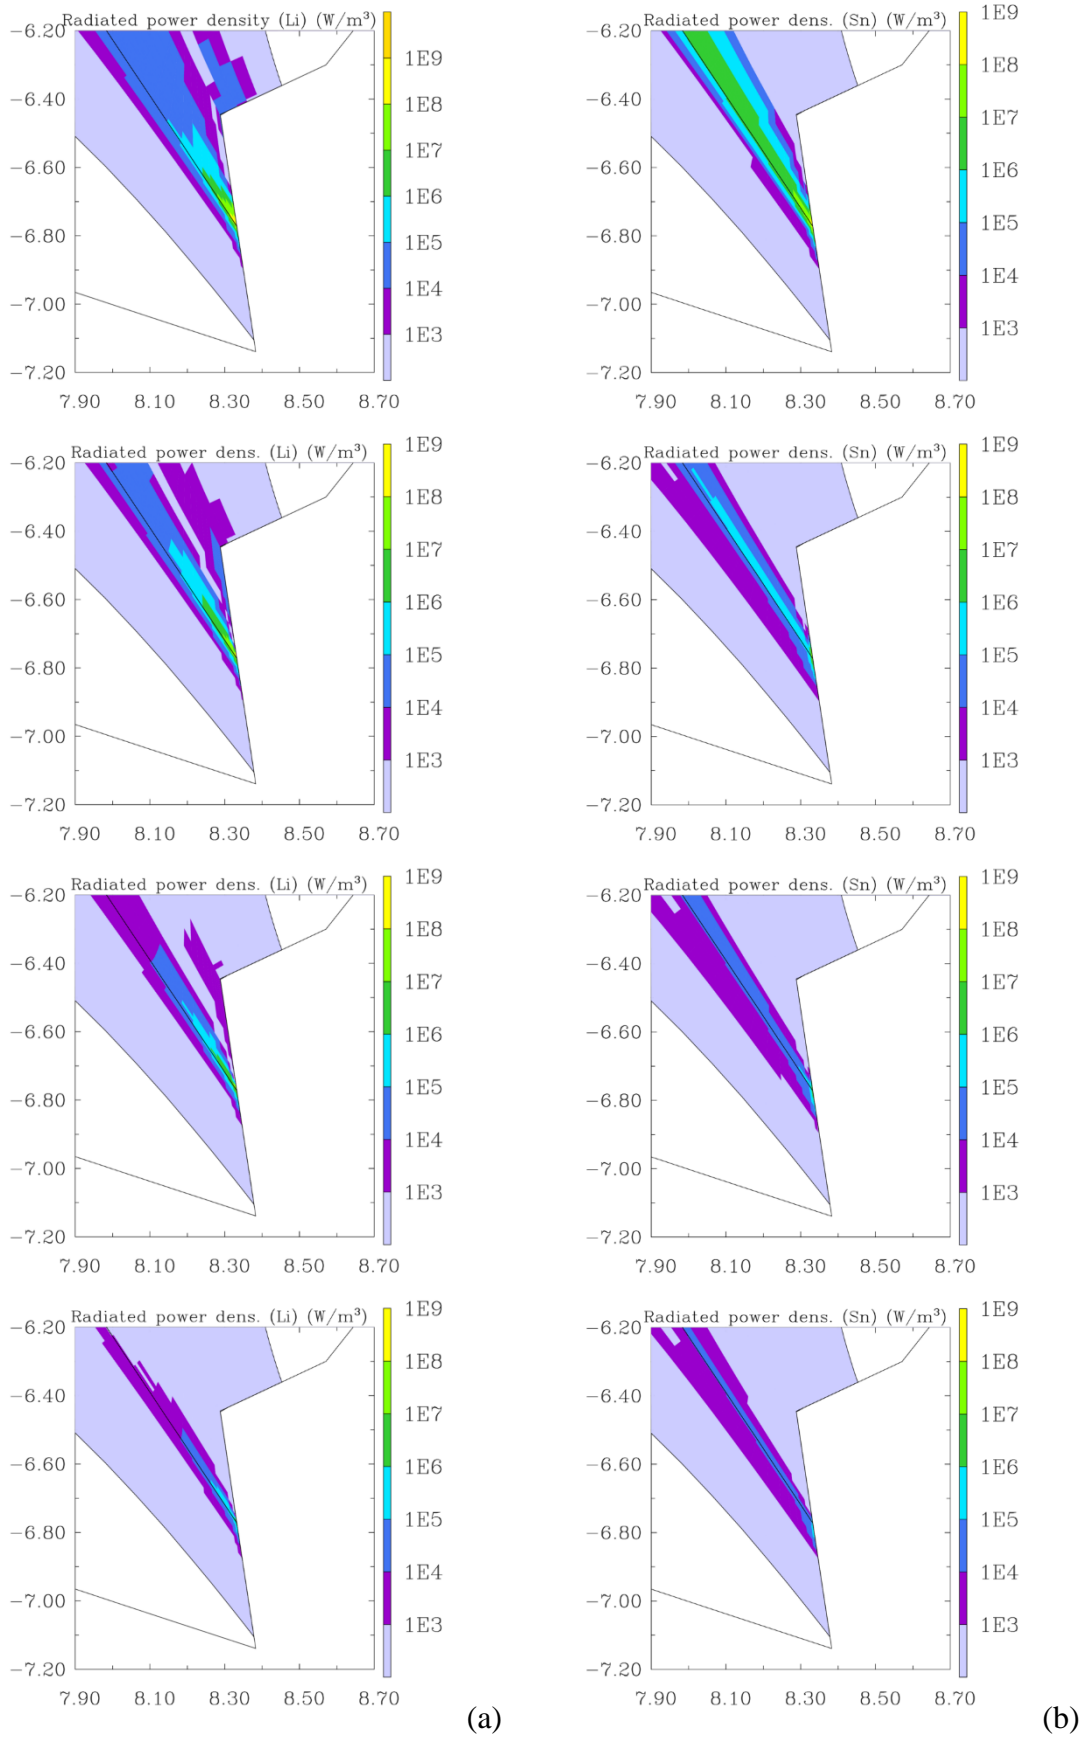 Radiated power density (Li) (W/m³)
−6.20
−6.40
−6.60
−6.80
−7.00
−7.20
7.90 8.10 8.30 8.50 8.70
1E9
1E8
1E7
1E6
1E5
1E4
1E3
Radiated power dens. (Sn) (W/m³)
−6.20
−6.40
−6.60
−6.80
−7.00
−7.20
7.90 8.10 8.30 8.50 8.70
1E9
1E8
1E7
1E6
1E5
1E4
1E3
Radiated power dens. (Li) (W/m³)
−6.20
−6.40
−6.60
−6.80
−7.00
−7.20
7.90 8.10 8.30 8.50 8.70
1E9
1E8
1E7
1E6
1E5
1E4
1E3
Radiated power dens. (Sn) (W/m³)
−6.20
−6.40
−6.60
−6.80
−7.00
−7.20
7.90 8.10 8.30 8.50 8.70
1E9
1E8
1E7
1E6
1E5
1E4
1E3
Radiated power dens. (Li) (W/m³)
−6.20
−6.40
−6.60
−6.80
−7.00
−7.20
7.90 8.10 8.30 8.50 8.70
1E9
1E8
1E7
1E6
1E5
1E4
1E3
Radiated power dens. (Sn) (W/m³)
−6.20
−6.40
−6.60
−6.80
−7.00
−7.20
7.90 8.10 8.30 8.50 8.70
1E9
1E8
1E7
1E6
1E5
1E4
1E3
Radiated power dens. (Li) (W/m³)
−6.20
−6.40
−6.60
−6.80
−7.00
−7.20
7.90 8.10 8.30 8.50 8.70
1E9
1E8
1E7
1E6
1E5
1E4
1E3
Radiated power dens. (Sn) (W/m³)
−6.20
−6.40
−6.60
−6.80
−7.00
−7.20
7.90 8.10 8.30 8.50 8.70
1E9
1E8
1E7
1E6
1E5
1E4
1E3
(a)
(b)